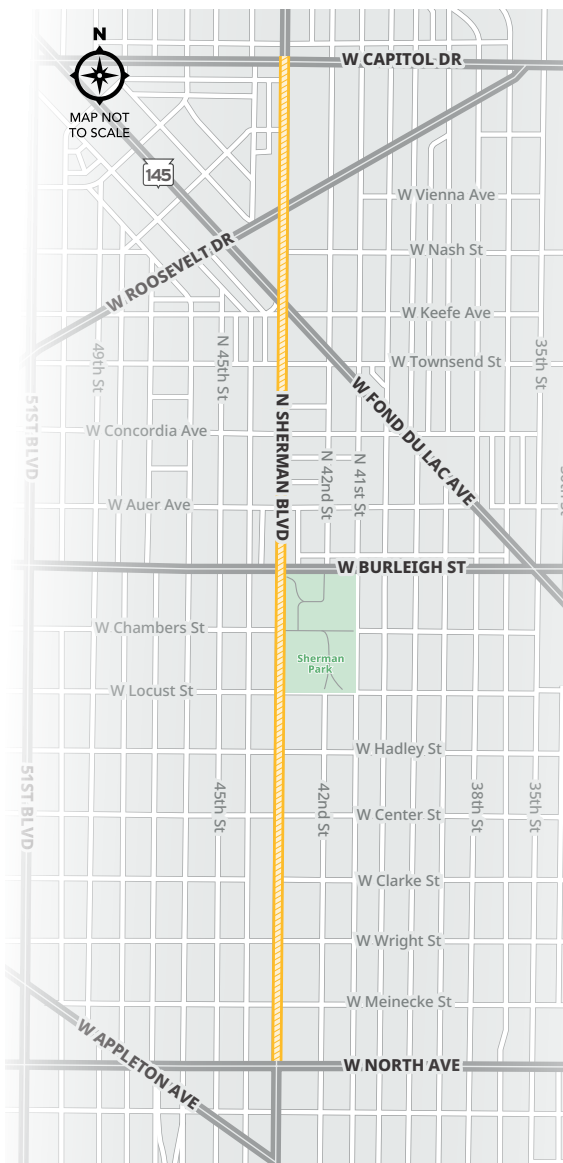 N
W CAPITOL DR
MAP NOT
TO SCALE
145
W Vienna Ave
W ROOSEVELT DR
W Nash St
W Keefe Ave
49th St
N 45th St
35th St
W Townsend St
51ST BLVD
N SHERMAN BLVD
W FOND DU LAC AVE
W Concordia Ave
N 42nd St
N 41st St
W Auer Ave
W BURLEIGH ST
W Chambers St
Sherman
Park
W Locust St
W Hadley St
51ST BLVD
45th St
42nd St
38th St
35th St
W Center St
W Clarke St
W Wright St
W Meinecke St
W APPLETON AVE
W NORTH AVE